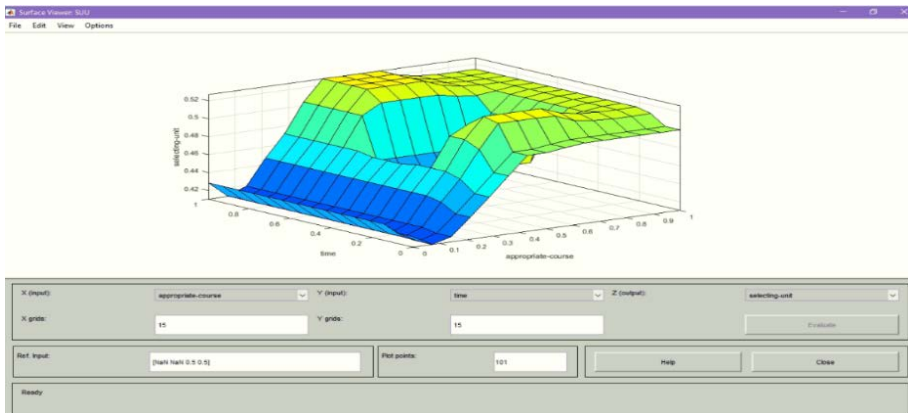 Surface Viewer: SUU
File Edit View Options
0.52
0.5
0.48
0.46
0.44
0.42
selecting-unit
1
0.8
0.6
0.4
0.2
0
time
0
0.1
0.2
0.3
0.4
0.5
0.6
0.7
0.8
0.9
1
appropriate-course
X (input): appropriate-course Y (input): time Z (output): selecting-unit
X grids: 15 Y grids: 15 Evaluate
Ref. Input: [NaN NaN 0.5 0.5] Plot points: 101 Help Close
Ready